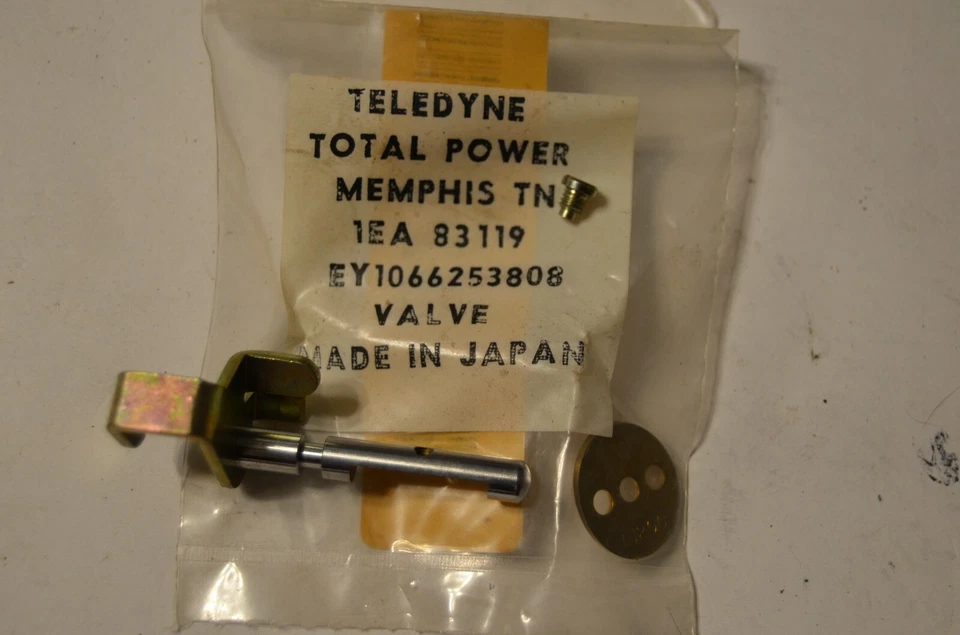 TELEDYNE
TOTAL POWER
MEMPHIS TN
1EA 83119
EY1066253808
VALVE
MADE IN JAPAN